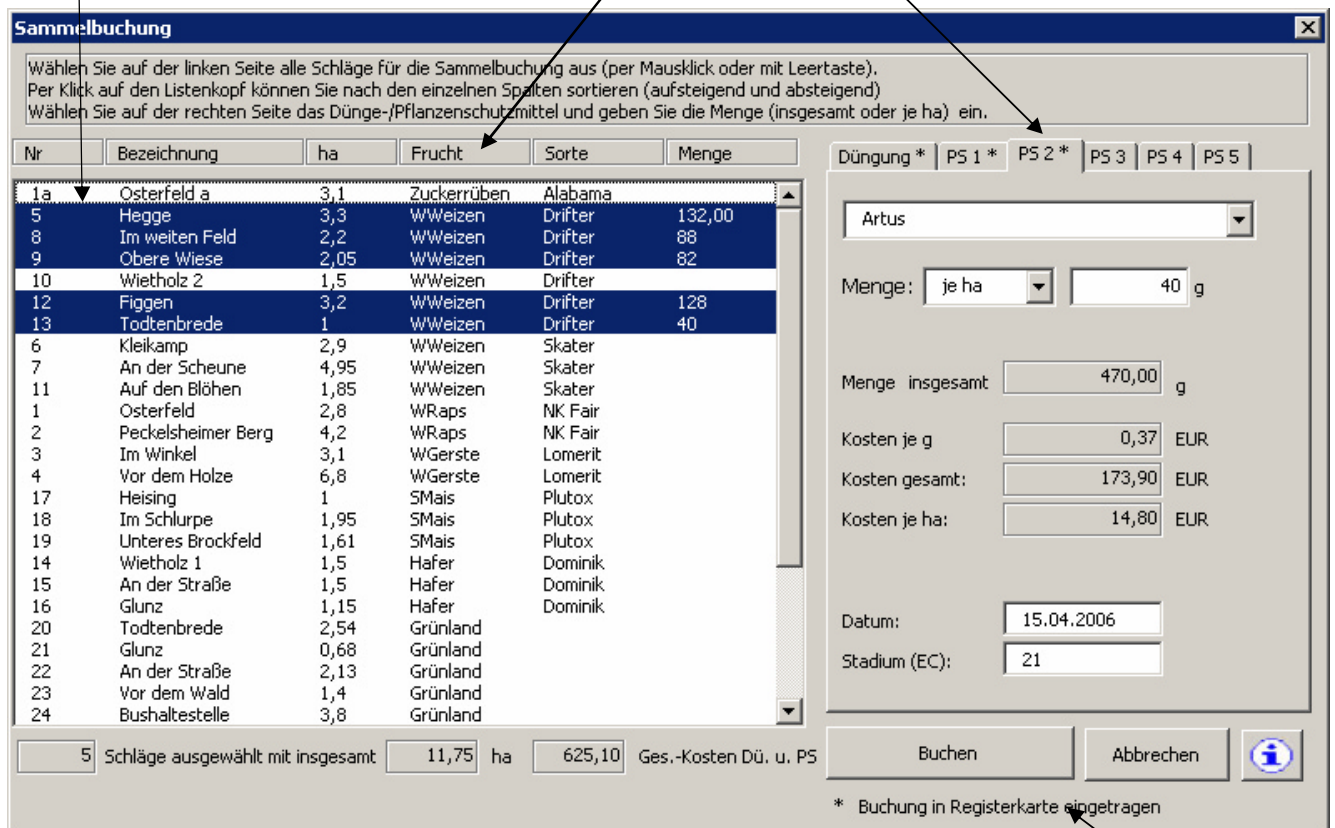 Sammelbuchung
Wählen Sie auf der linken Seite alle Schläge für die Sammelbuchung aus (per Mausklick oder mit Leertaste).
Per Klick auf den Listenkopf können Sie nach den einzelnen Spalten sortieren (aufsteigend und absteigend)
Wählen Sie auf der rechten Seite das Dünge-/Pflanzenschutzmittel und geben Sie die Menge (insgesamt oder je ha) ein.
Nr Bezeichnung ha Frucht Sorte Menge
1a Osterfeld a 3,1 Zuckerrüben Alabama
5 Hegge 3,3 WWeizen Drifter 132,00
8 Im weiten Feld 2,2 WWeizen Drifter 88
9 Obere Wiese 2,05 WWeizen Drifter 82
10 Wietholz 2 1,5 WWeizen Drifter
12 Figgen 3,2 WWeizen Drifter 128
13 Todtenbrede 1 WWeizen Drifter 40
6 Kleikamp 2,9 WWeizen Skater
7 An der Scheune 4,95 WWeizen Skater
11 Auf den Blöhen 1,85 WWeizen Skater
1 Osterfeld 2,8 WRaps NK Fair
2 Peckelsheimer Berg 4,2 WRaps NK Fair
3 Im Winkel 3,1 WGerste Lomerit
4 Vor dem Holze 6,8 WGerste Lomerit
17 Heising 1 SMais Plutox
18 Im Schlurpe 1,95 SMais Plutox
19 Unteres Brockfeld 1,61 SMais Plutox
14 Wietholz 1 1,5 Hafer Dominik
15 An der Straße 1,5 Hafer Dominik
16 Glunz 1,15 Hafer Dominik
20 Todtenbrede 2,54 Grünland
21 Glunz 0,68 Grünland
22 An der Straße 2,13 Grünland
23 Vor dem Wald 1,4 Grünland
24 Bushaltestelle 3,8 Grünland
5 Schläge ausgewählt mit insgesamt 11,75 ha 625,10 Ges.-Kosten Dü. u. PS
Düngung * PS 1 * PS 2 * PS 3 PS 4 PS 5
Artus
Menge: je ha 40 g
Menge insgesamt 470,00 g
Kosten je g 0,37 EUR
Kosten gesamt: 173,90 EUR
Kosten je ha: 14,80 EUR
Datum: 15.04.2006
Stadium (EC): 21
Buchen Abbrechen
* Buchung in Registerkarte eingetragen